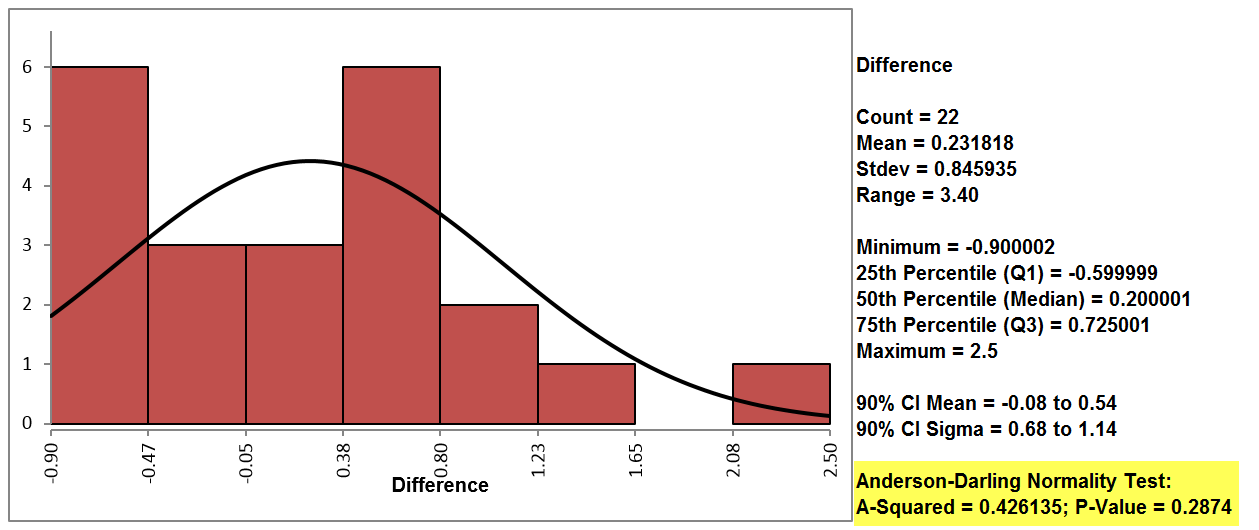 6
5
4
3
2
1
0
-0.90
-0.47
-0.05
0.38
0.80
1.23
1.65
2.08
2.50
Difference
Difference
Count = 22
Mean = 0.231818
Stdev = 0.845935
Range = 3.40
Minimum = -0.900002
25th Percentile (Q1) = -0.599999
50th Percentile (Median) = 0.200001
75th Percentile (Q3) = 0.725001
Maximum = 2.5
90% CI Mean = -0.08 to 0.54
90% CI Sigma = 0.68 to 1.14
Anderson-Darling Normality Test:
A-Squared = 0.426135; P-Value = 0.2874